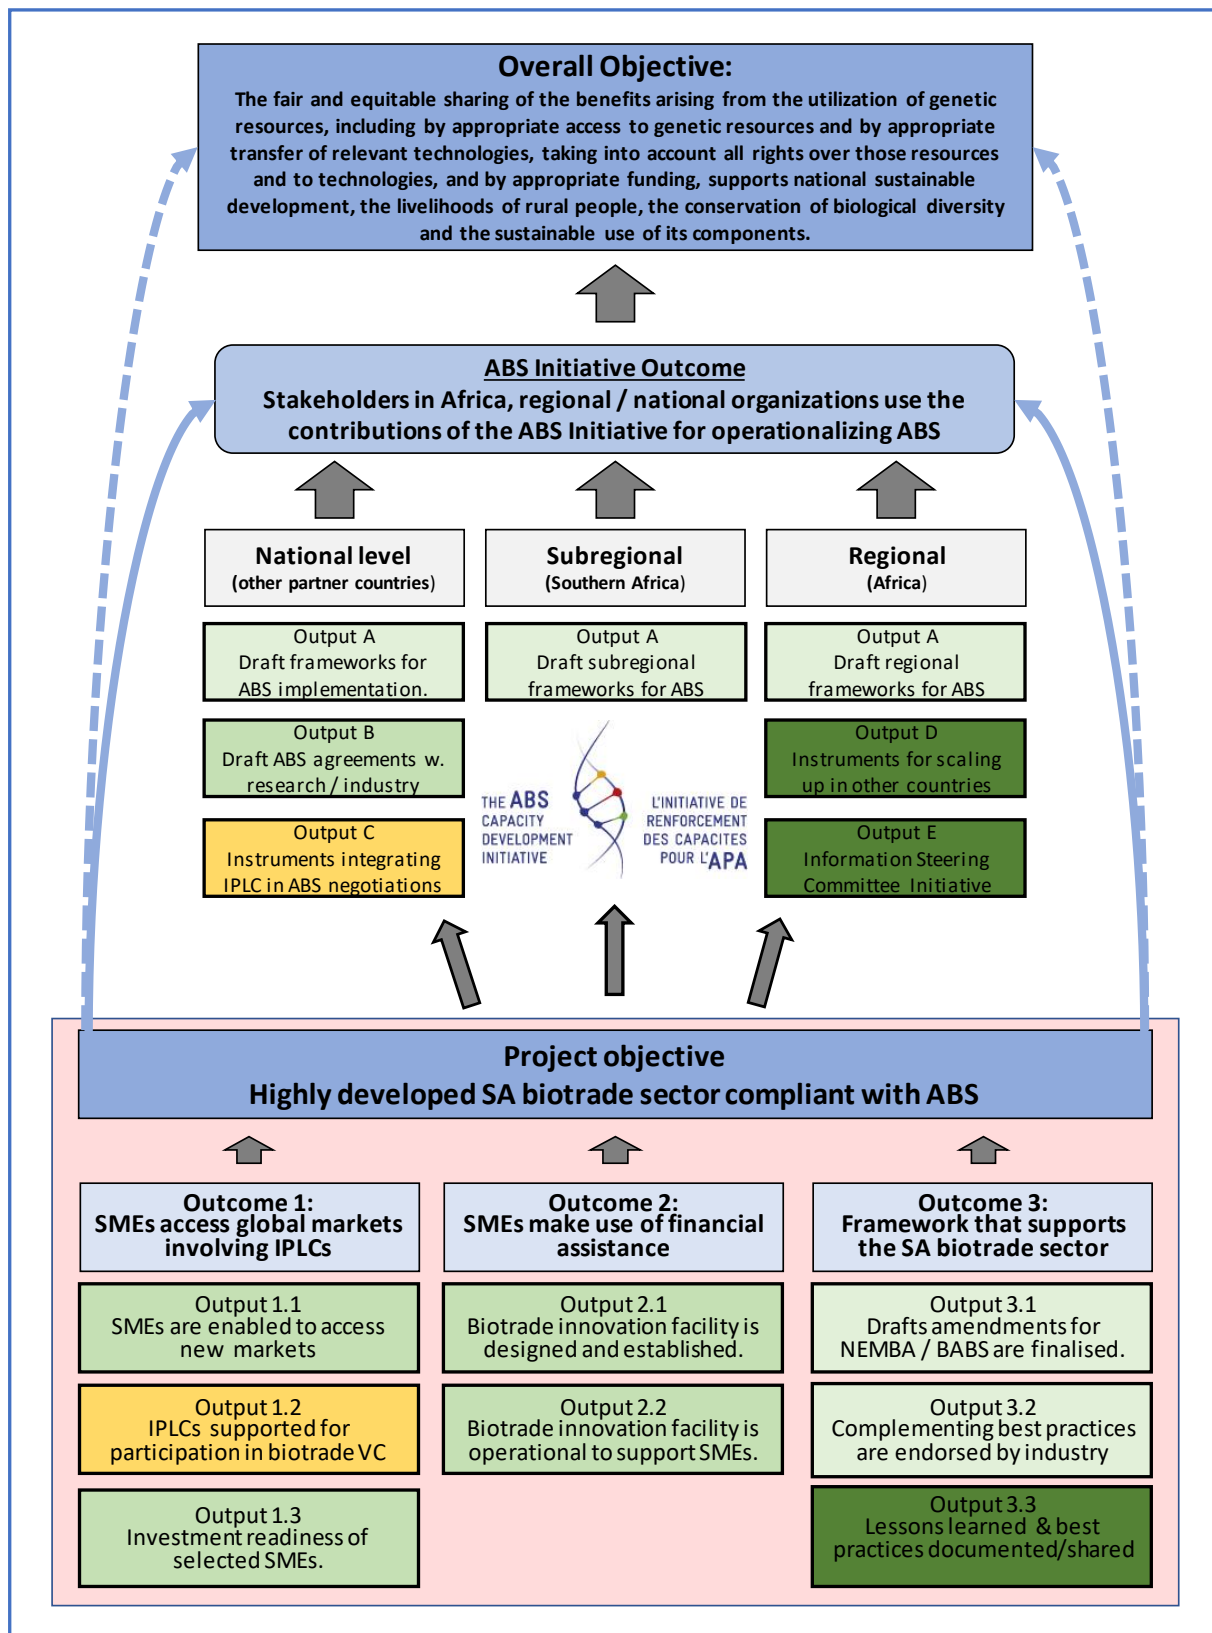 Overall Objective:
The fair and equitable sharing of the benefits arising from the utilization of genetic
resources, including by appropriate access to genetic resources and by appropriate
transfer of relevant technologies, taking into account all rights over those resources
and to technologies, and by appropriate funding, supports national sustainable
development, the livelihoods of rural people, the conservation of biological diversity
and the sustainable use of its components.
ABS Initiative Outcome
Stakeholders in Africa, regional / national organizations use the
contributions of the ABS Initiative for operationalizing ABS
National level
(other partner countries)
Subregional
(Southern Africa)
Regional
(Africa)
Output A
Draft frameworks for
ABS implementation.
Output A
Draft subregional
frameworks for ABS
Output A
Draft regional
frameworks for ABS
Output B
Draft ABS agreements w.
research / industry
Output D
Instruments for scaling
up in other countries
Output C
Instruments integrating
IPLC in ABS negotiations
THE ABS
CAPACITY
DEVELOPMENT
INITIATIVE
L'INITIATIVE DE
RENFORCEMENT
DES CAPACITES
POUR L'APA
Output E
Information Steering
Committee Initiative
Project objective
Highly developed SA biotrade sector compliant with ABS
Outcome 1:
SMEs access global markets
involving IPLCs
Outcome 2:
SMEs make use of financial
assistance
Outcome 3:
Framework that supports
the SA biotrade sector
Output 1.1
SMEs are enabled to access
new markets
Output 2.1
Biotrade innovation facility is
designed and established.
Output 3.1
Drafts amendments for
NEMBA / BABS are finalised.
Output 1.2
IPLCs supported for
participation in biotrade VC
Output 2.2
Biotrade innovation facility is
operational to support SMEs.
Output 3.2
Complementing best practices
are endorsed by industry
Output 1.3
Investment readiness of
selected SMEs.
Output 3.3
Lessons learned & best
practices documented/shared